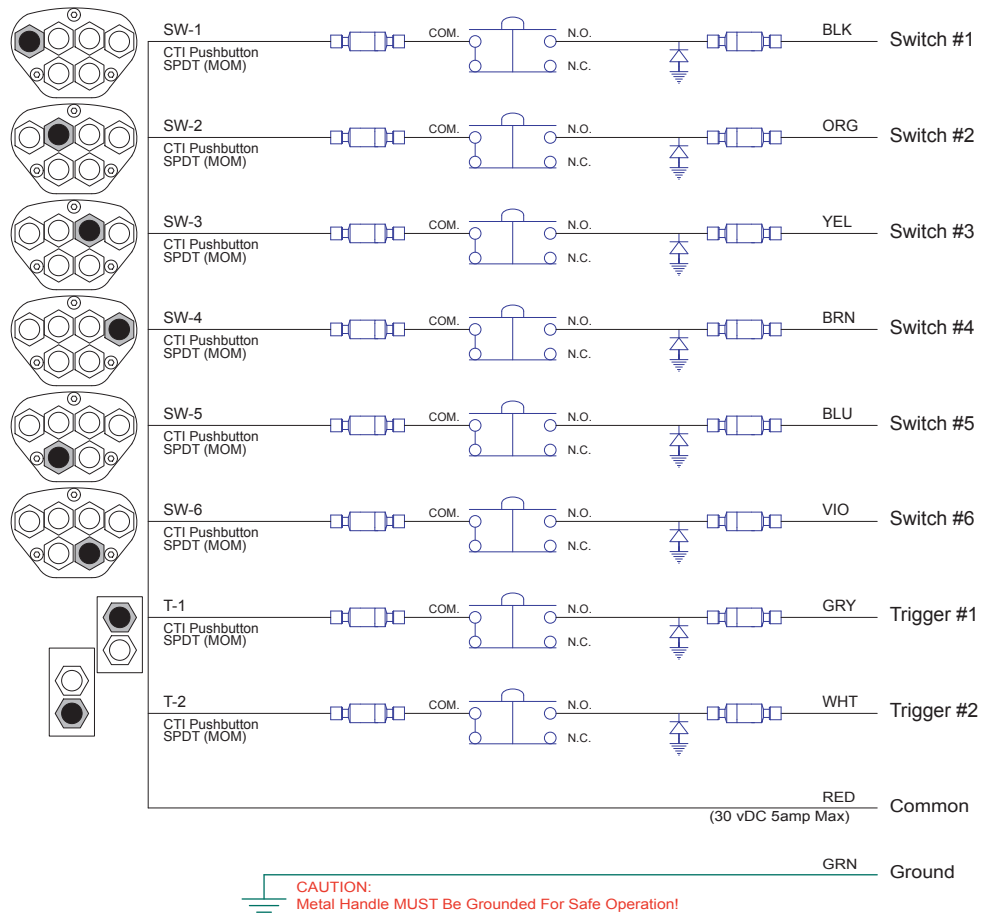 SW-1
CTI Pushbutton
SPDT (MOM)
COM.
N.O.
N.C.
BLK
Switch #1
SW-2
CTI Pushbutton
SPDT (MOM)
COM.
N.O.
N.C.
ORG
Switch #2
SW-3
CTI Pushbutton
SPDT (MOM)
COM.
N.O.
N.C.
YEL
Switch #3
SW-4
CTI Pushbutton
SPDT (MOM)
COM.
N.O.
N.C.
BRN
Switch #4
SW-5
CTI Pushbutton
SPDT (MOM)
COM.
N.O.
N.C.
BLU
Switch #5
SW-6
CTI Pushbutton
SPDT (MOM)
COM.
N.O.
N.C.
VIO
Switch #6
T-1
CTI Pushbutton
SPDT (MOM)
COM.
N.O.
N.C.
GRY
Trigger #1
T-2
CTI Pushbutton
SPDT (MOM)
COM.
N.O.
N.C.
WHT
Trigger #2
RED
(30 vDC 5amp Max)
Common
GRN
Ground
CAUTION:
Metal Handle MUST Be Grounded For Safe Operation!